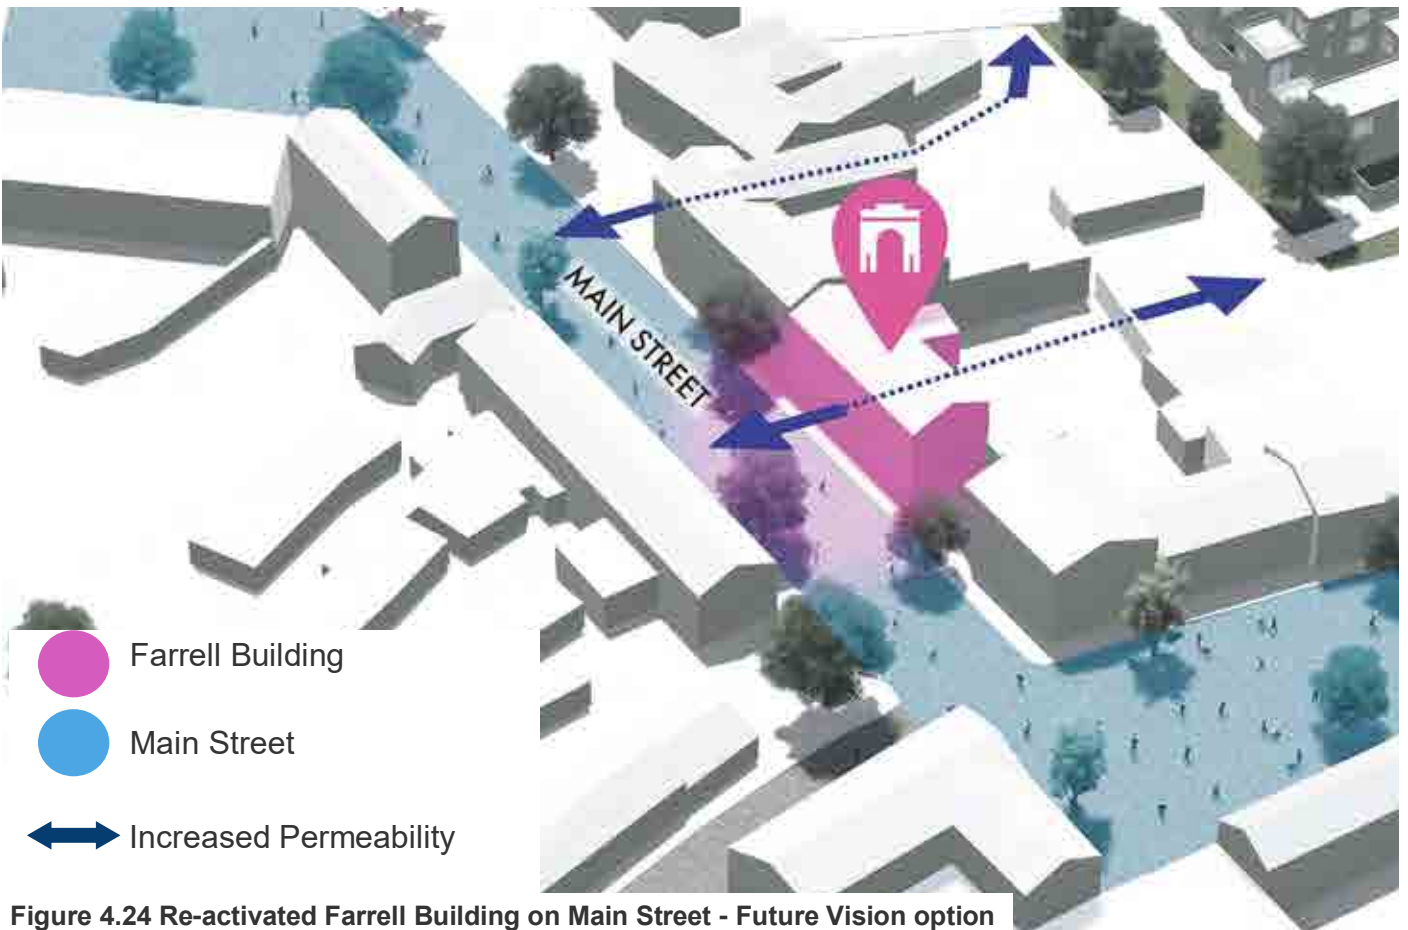 MAIN STREET
Farrell Building
Main Street
Increased Permeability
Figure 4.24 Re-activated Farrell Building on Main Street - Future Vision option